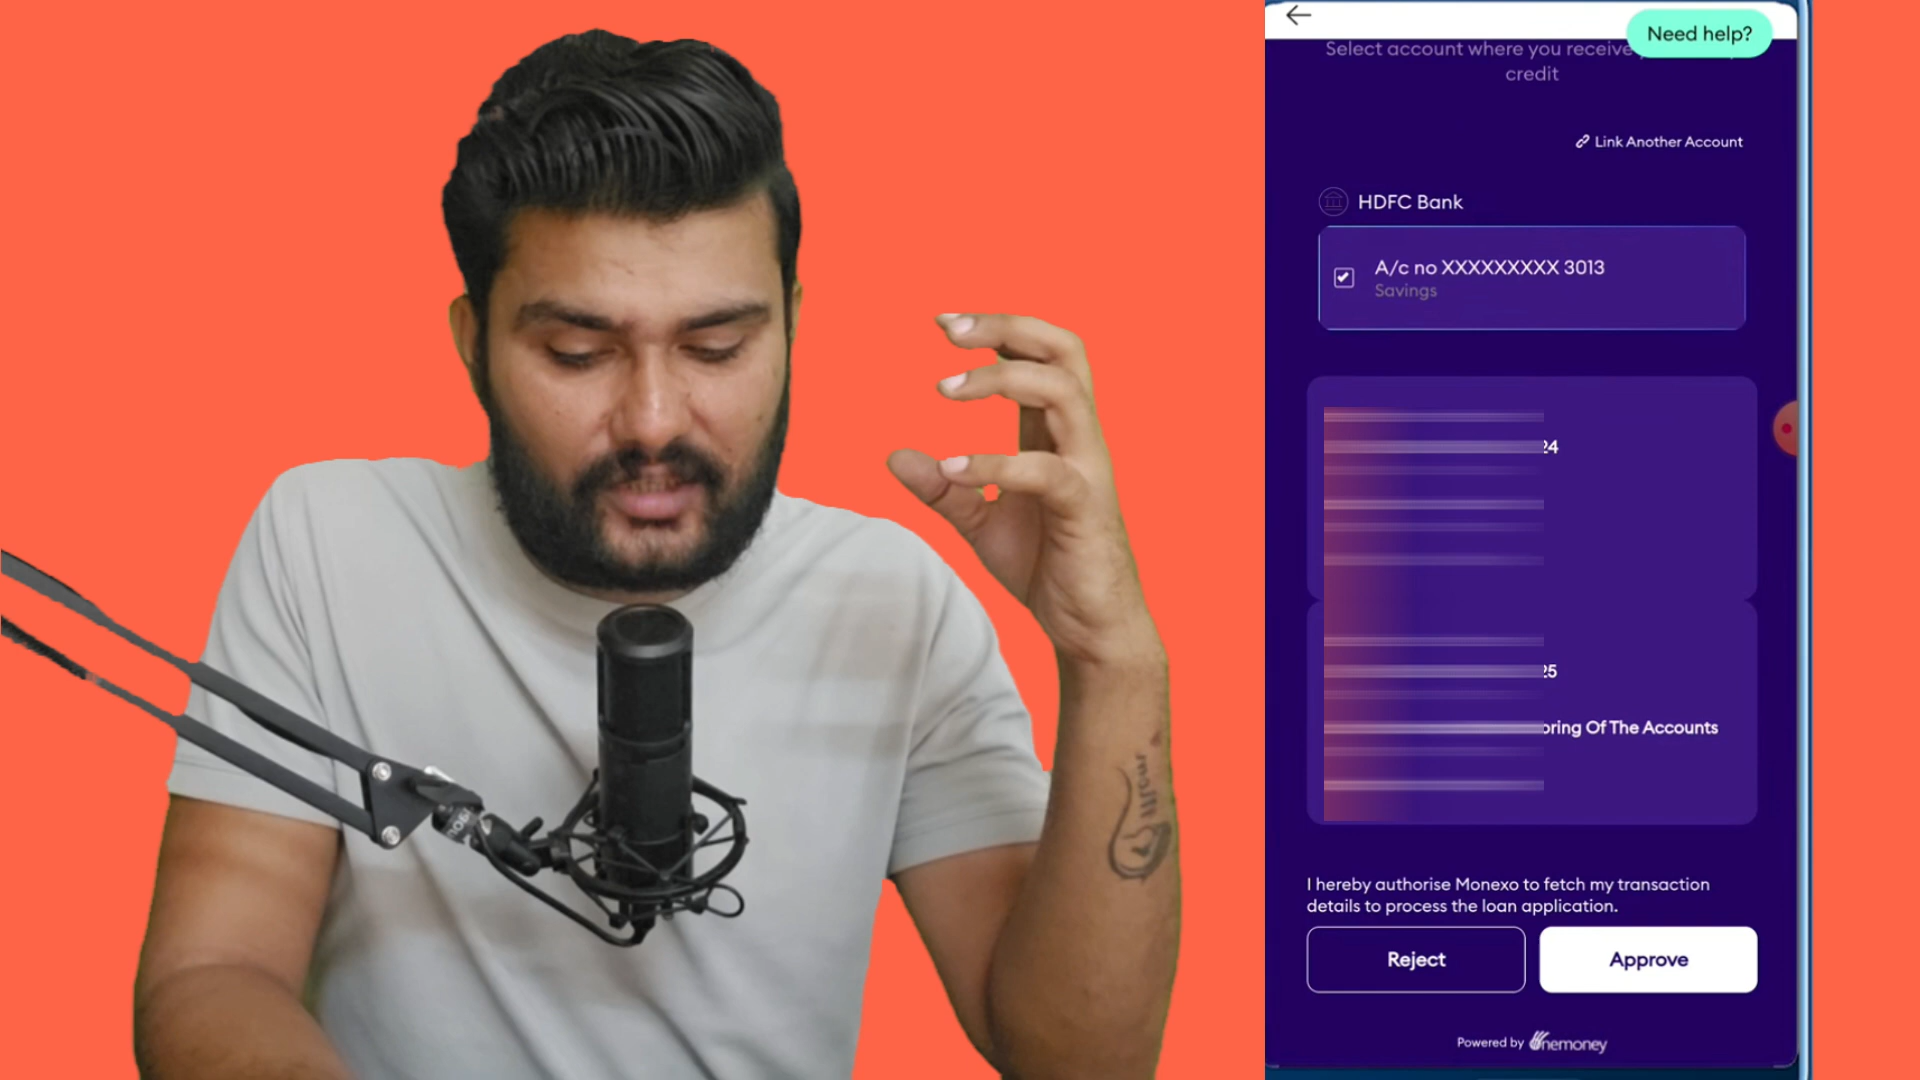 Need help?
Select account where you receive
credit
Link Another Account
HDFC Bank
A/c no XXXXXXXXX 3013
Savings
24
25
Of The Accounts
I hereby authorise Monexo to fetch my transaction
details to process the loan application.
Reject
Approve
Powered by Onemoney